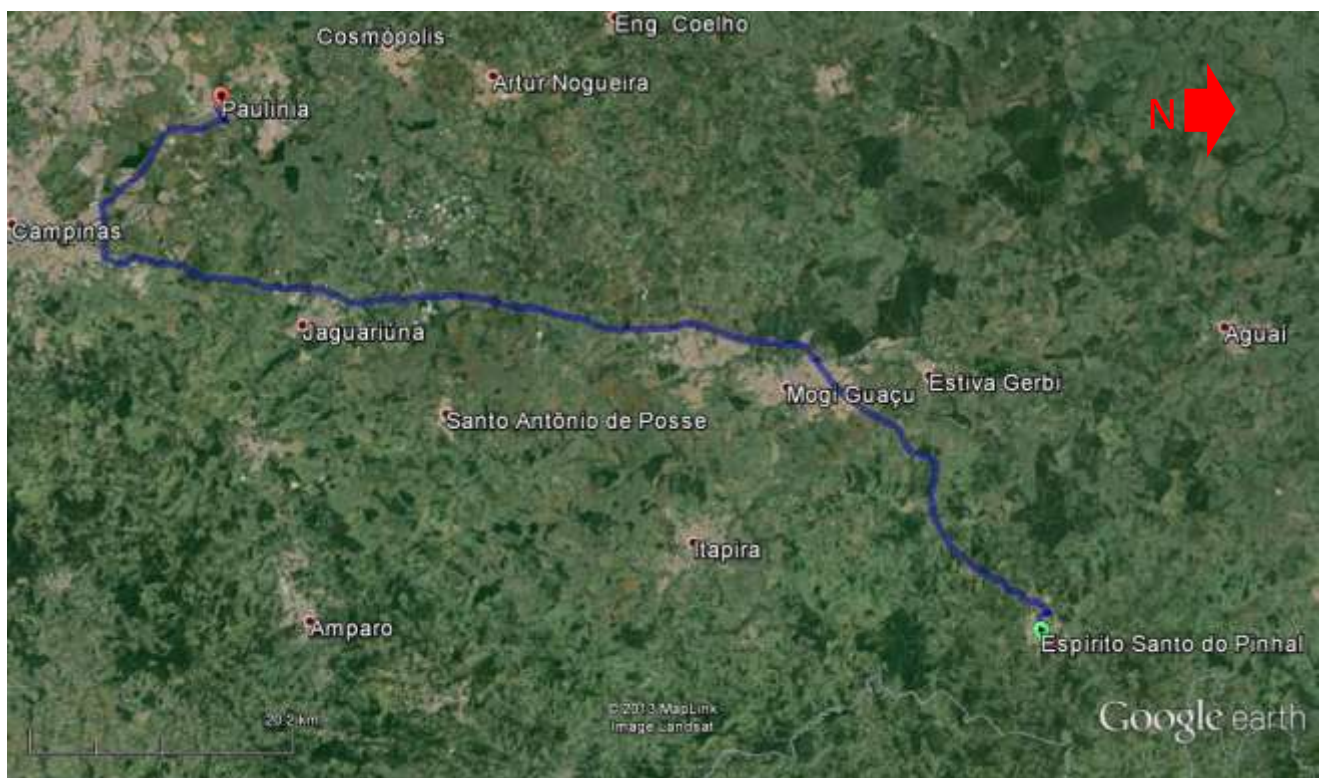 Eng. Coelho
Cosmópolis
Artur Nogueira
Paulínia
N
Campinas
Jaguariúna
Aguaí
Estiva Gerbi
Mogi Guaçu
Santo Antônio de Posse
Itapira
Amparo
Espírito Santo do Pinhal
20.2 km
© 2013 MapLink
Image Landsat
Google earth